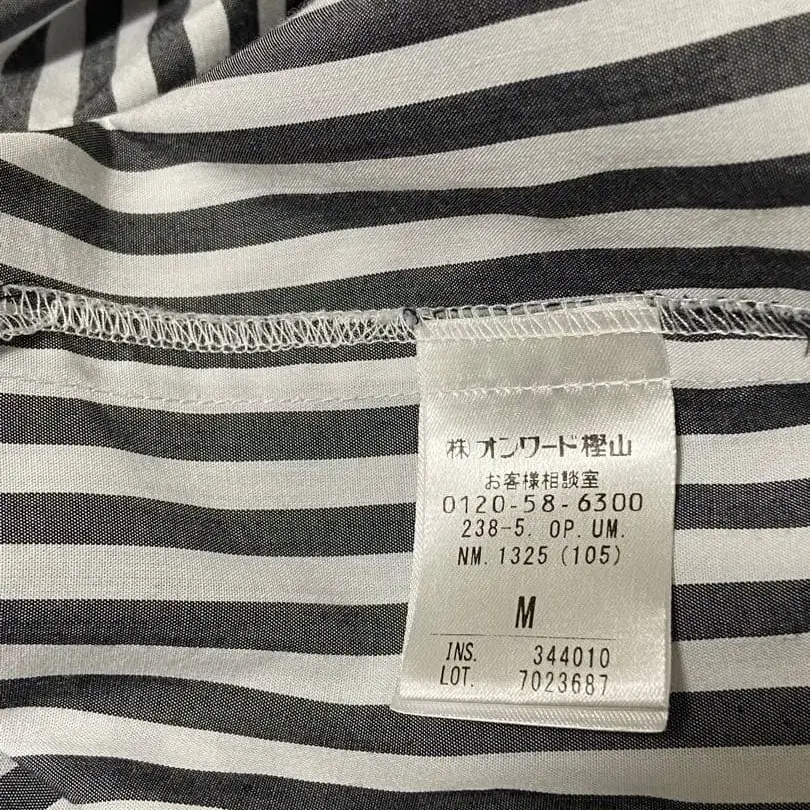 ㈱オンワード樫山
お客様相談室
0120-58-6300
238-5. OP. UM.
NM. 1325 (105)
M
INS. 344010
LOT. 7023687